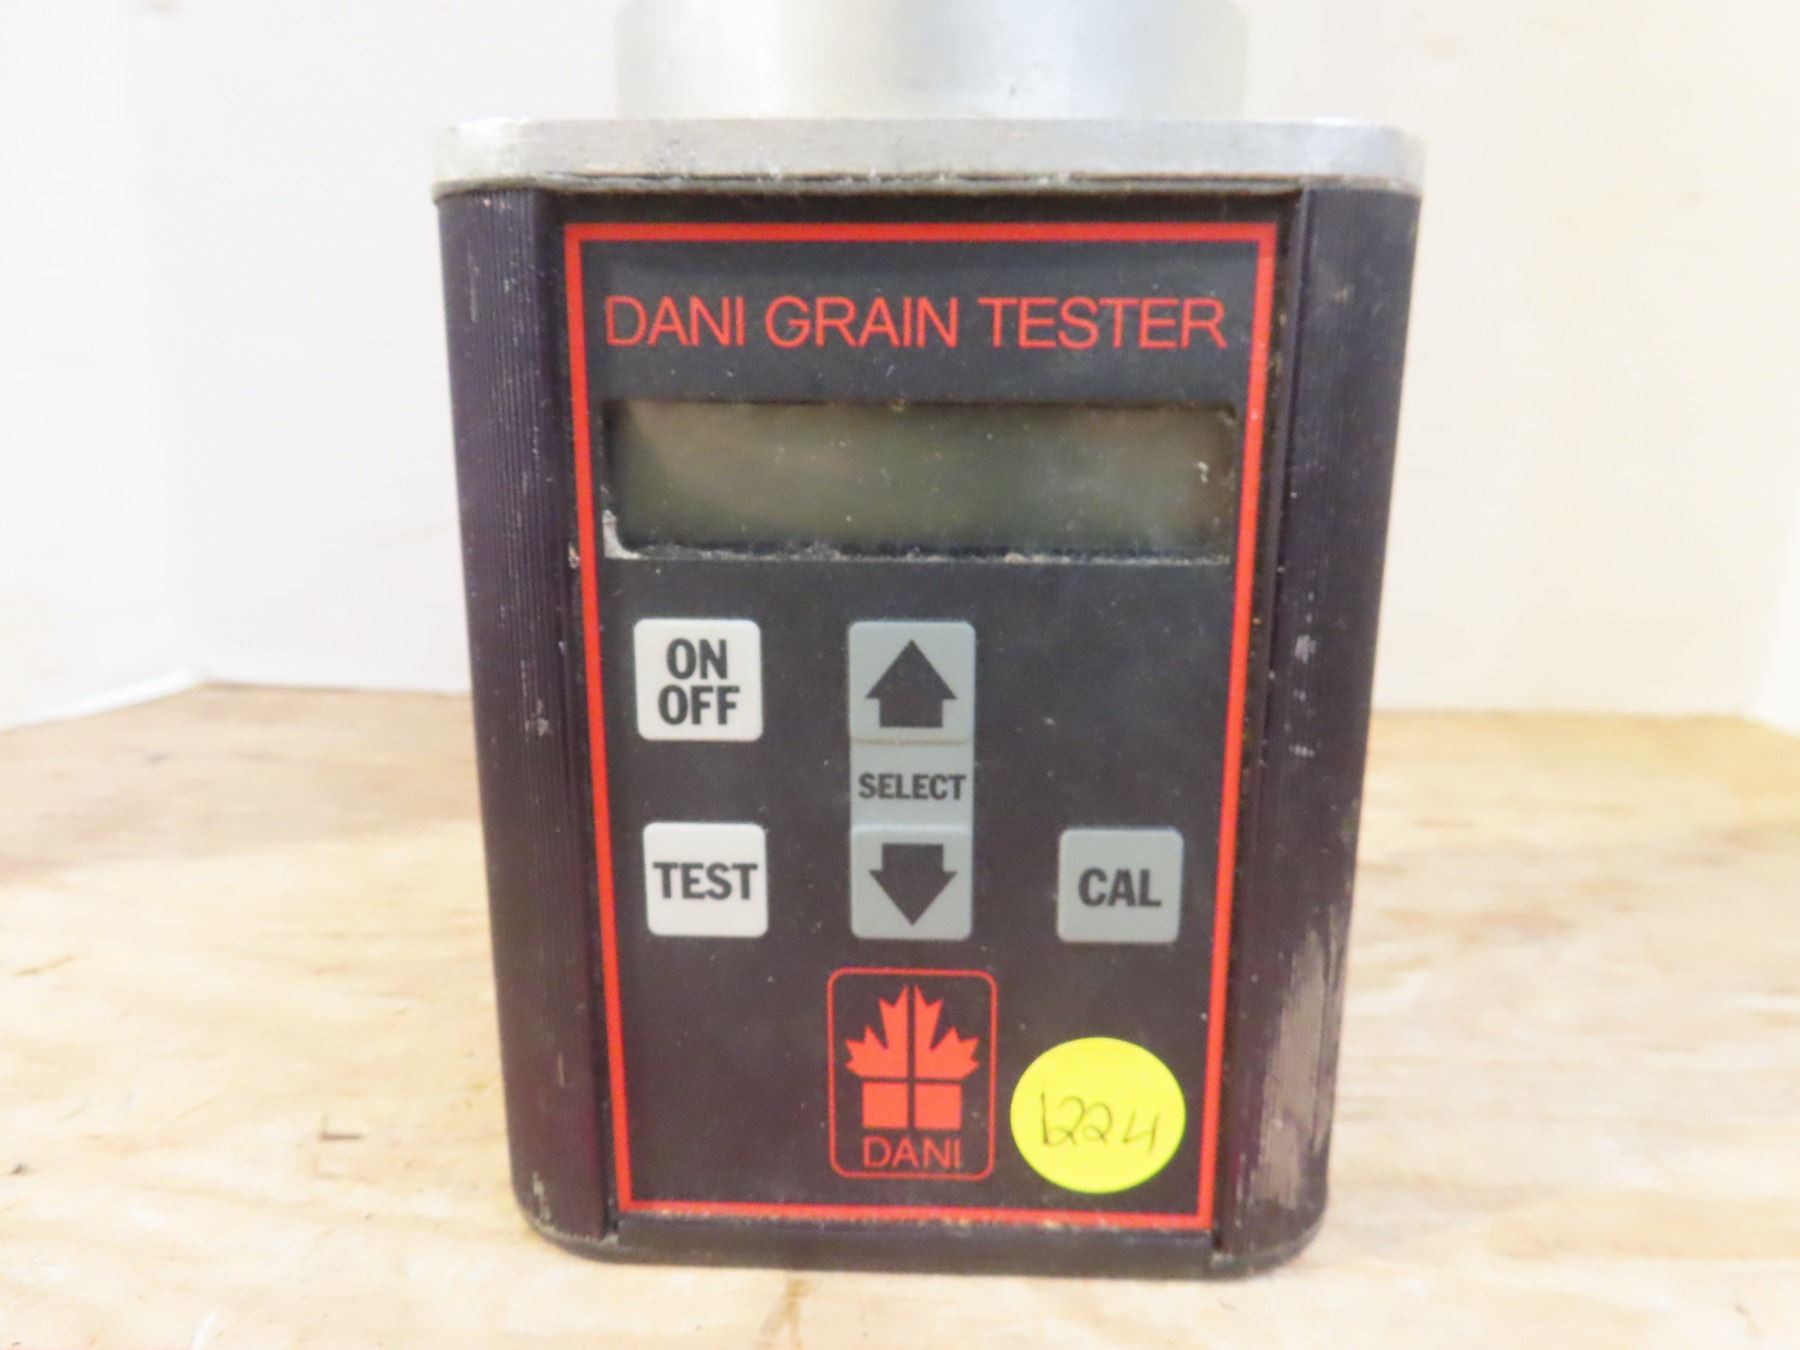 DANI GRAIN TESTER
ON
OFF
SELECT
TEST
CAL
DANI
1224